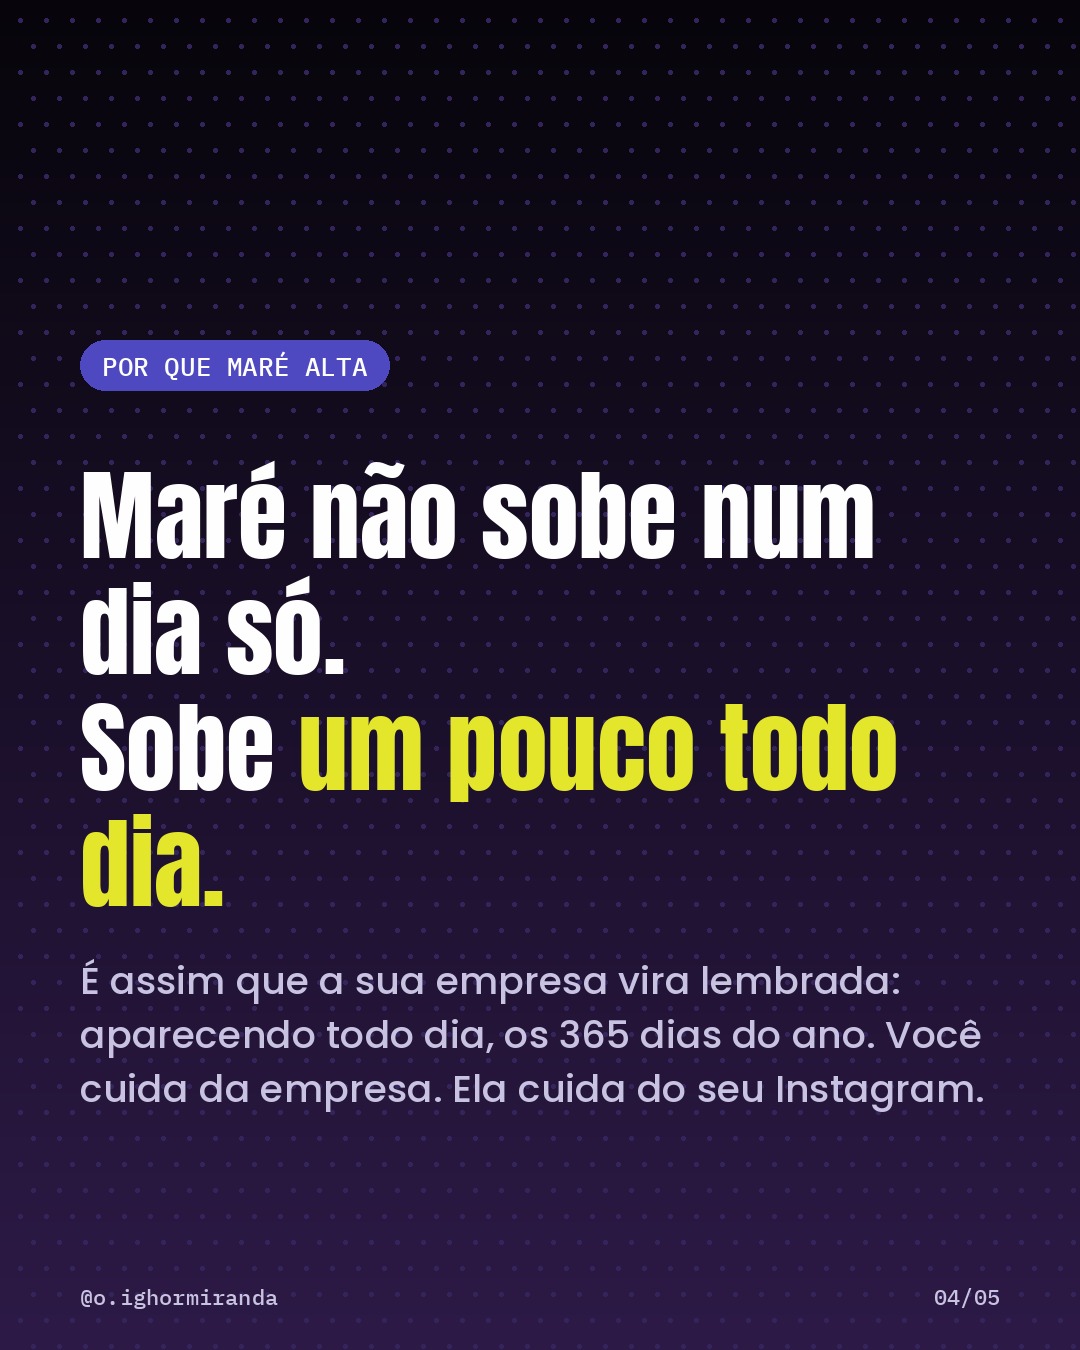 POR QUE MARÉ ALTA
Maré não sobe num
dia só.
Sobe um pouco todo
dia.
É assim que a sua empresa vira lembrada:
aparecendo todo dia, os 365 dias do ano. Você
cuida da empresa. Ela cuida do seu Instagram.
@o.ighormiranda
04/05